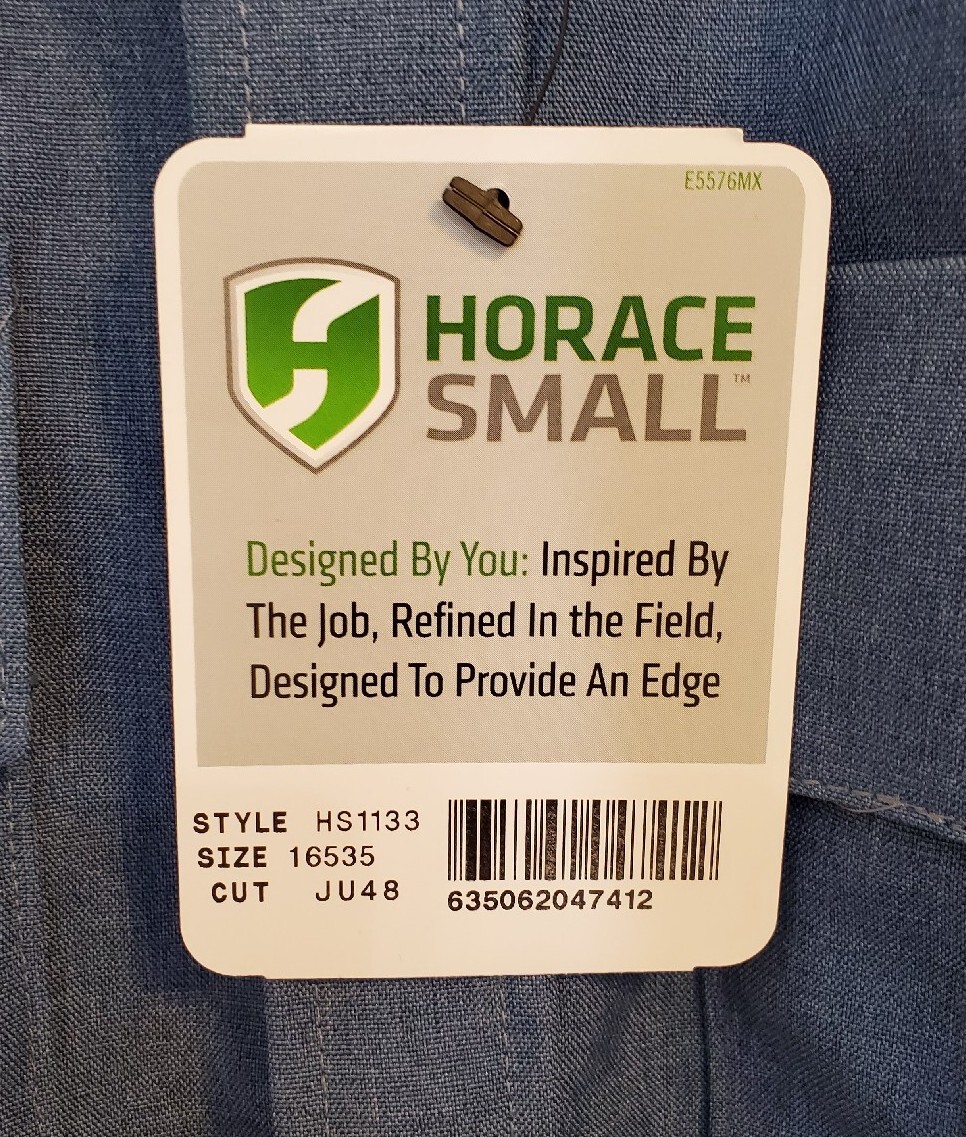 E5576MX
HORACE
SMALL™
Designed By You: Inspired By
The Job, Refined In the Field,
Designed To Provide An Edge
STYLE HS1133
SIZE 16535
CUT JU48
635062047412